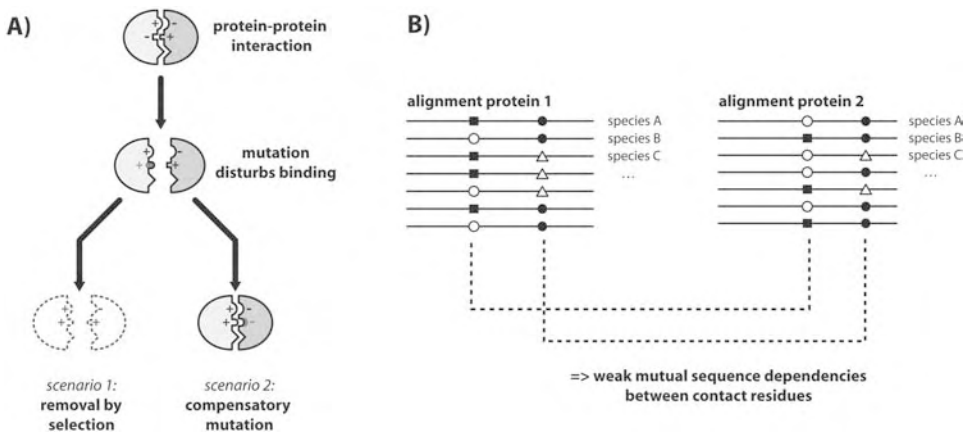 A)
protein-protein
interaction
mutation
disturbs binding
scenario 1:
removal by
selection
scenario 2:
compensatory
mutation
B)
alignment protein 1
species A
species B
species C
...
alignment protein 2
species A
species B
species C
...
=> weak mutual sequence dependencies
between contact residues